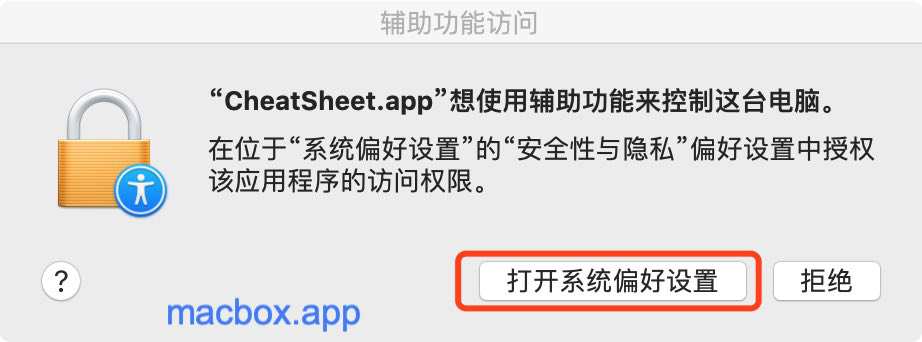 辅助功能访问
“CheatSheet.app”想使用辅助功能来控制这台电脑。
在位于“系统偏好设置”的“安全性与隐私”偏好设置中授权
该应用程序的访问权限。
?
打开系统偏好设置
拒绝
macbox.app